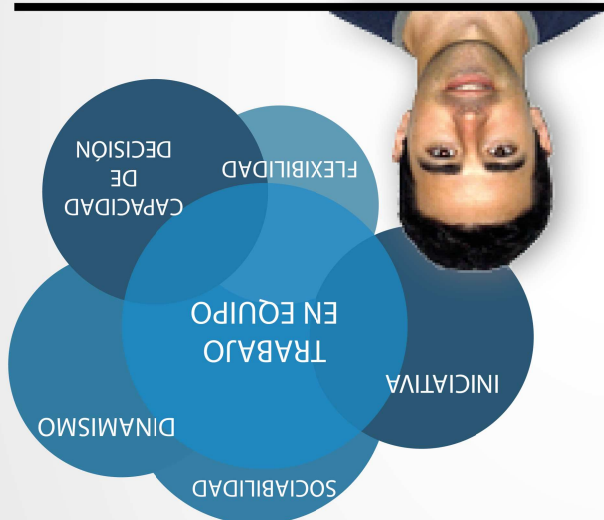 SOCIABILIDAD
DINAMISMO
INICIATIVA
TRABAJO
EN EQUIPO
FLEXIBILIDAD
CAPACIDAD
DE
DECISIÓN